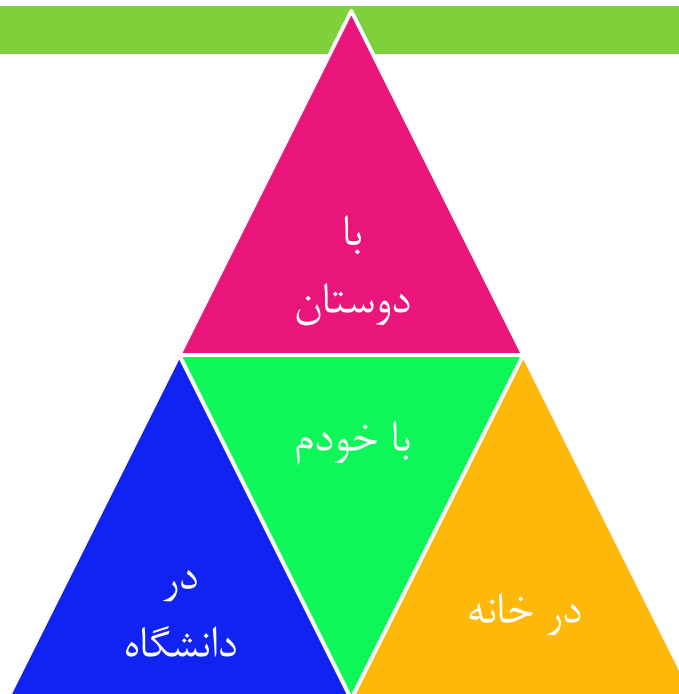 با
دوستان
با خودم
در خانه
در
دانشگاه